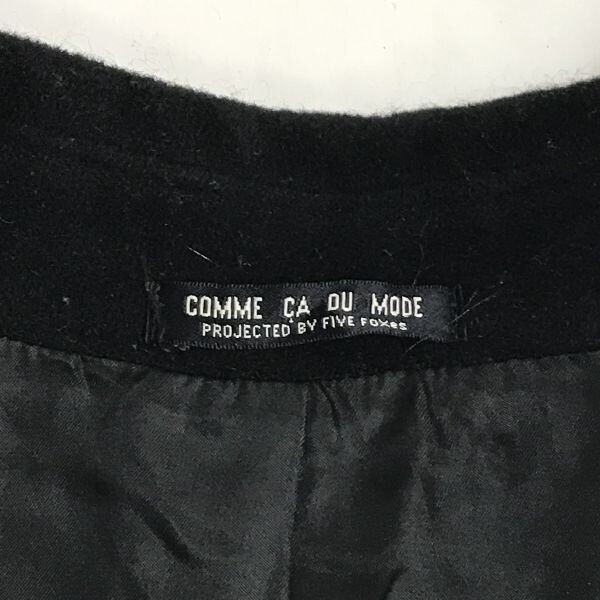 COMME ÇA DU MODE
PROJECTED BY FIVE FOXes